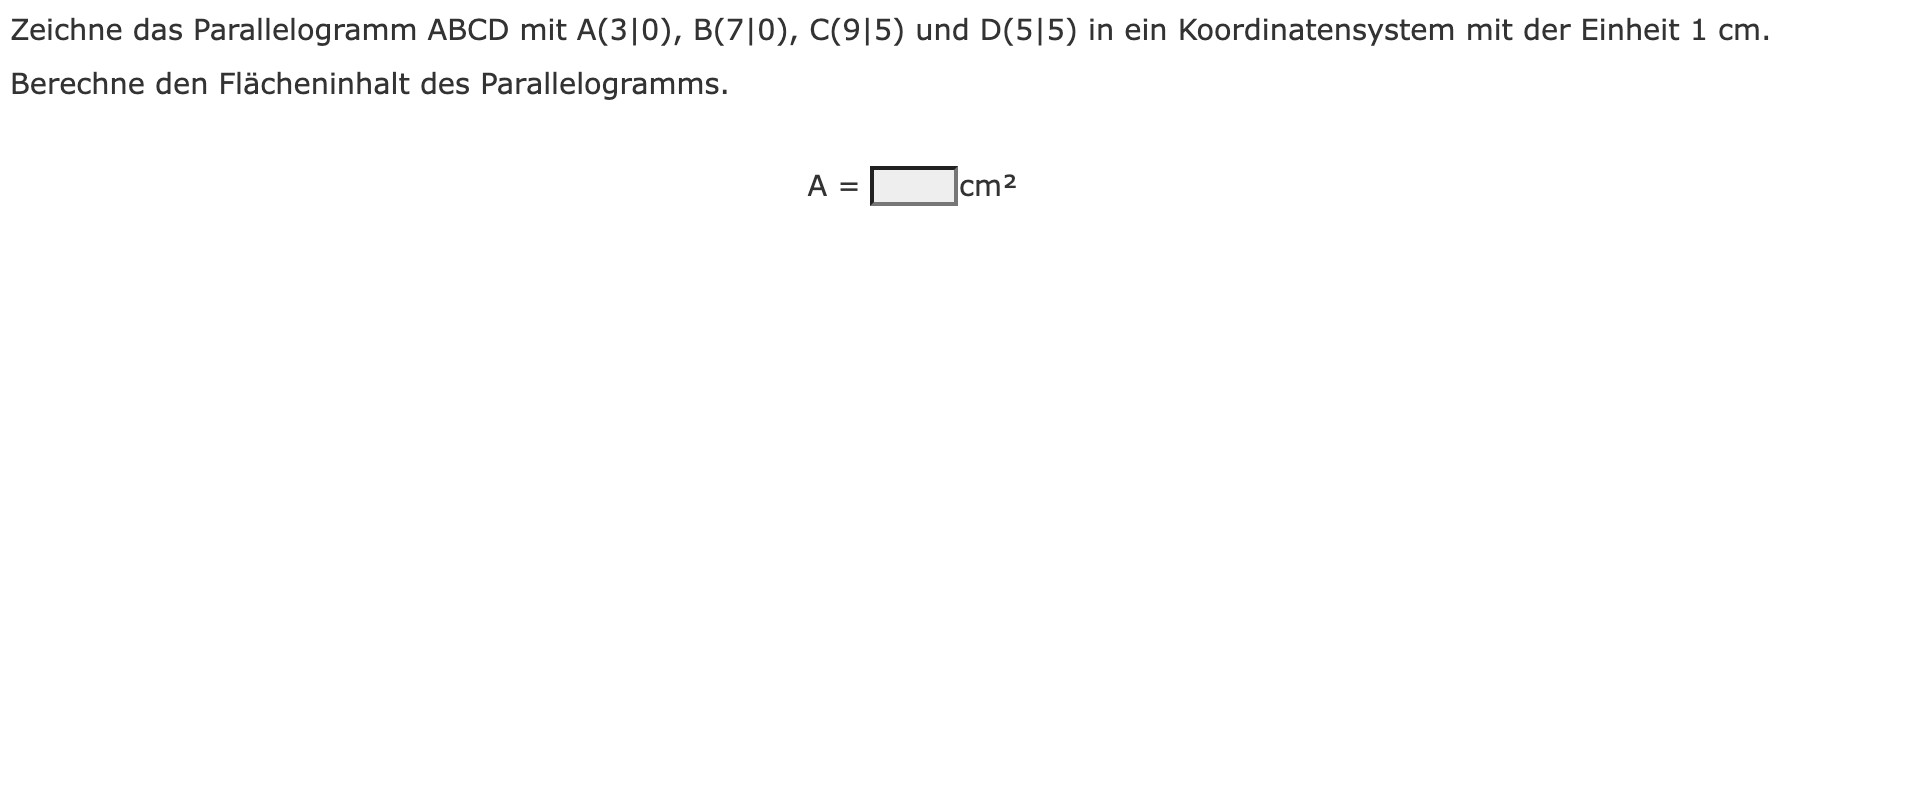 Zeichne das Parallelogramm ABCD mit A(3|0), B(7|0), C(9|5) und D(5|5) in ein Koordinatensystem mit der Einheit 1 cm.
Berechne den Flächeninhalt des Parallelogramms.
A = cm²